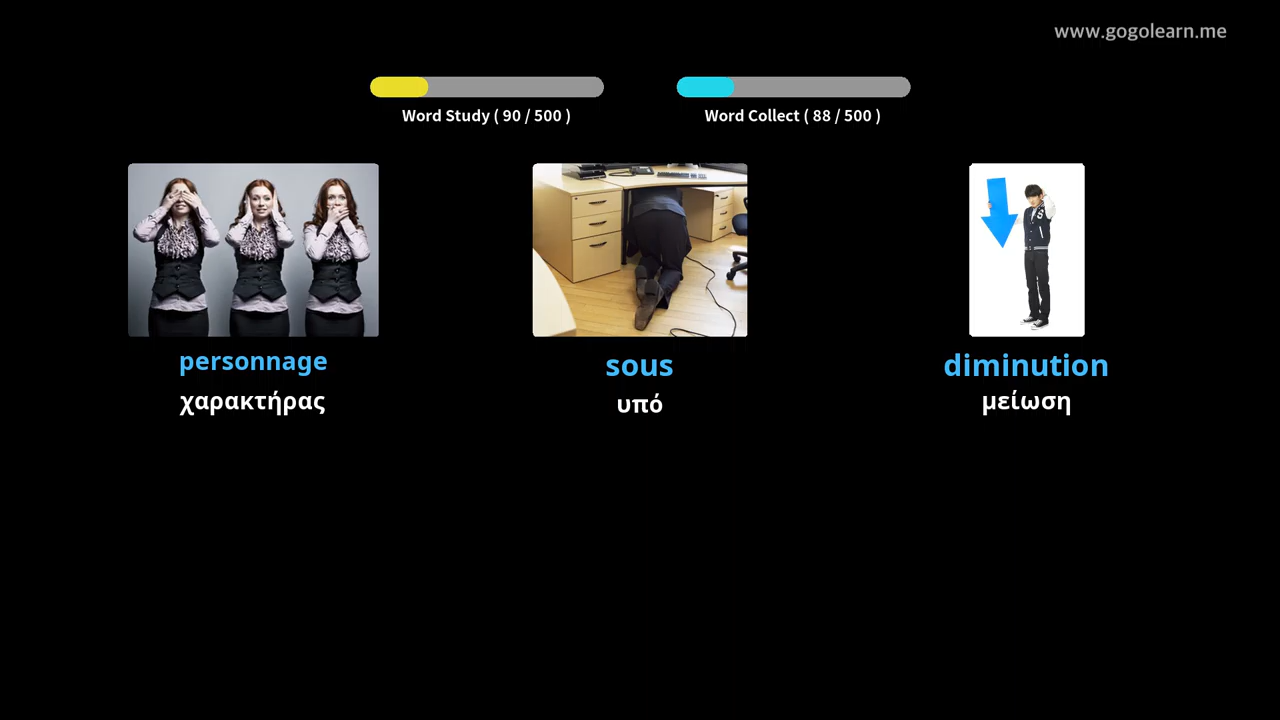 www.gogolearn.me
Word Study ( 90 / 500 )
Word Collect ( 88 / 500 )
personnage
χαρακτήρας
sous
υπό
diminution
μείωση